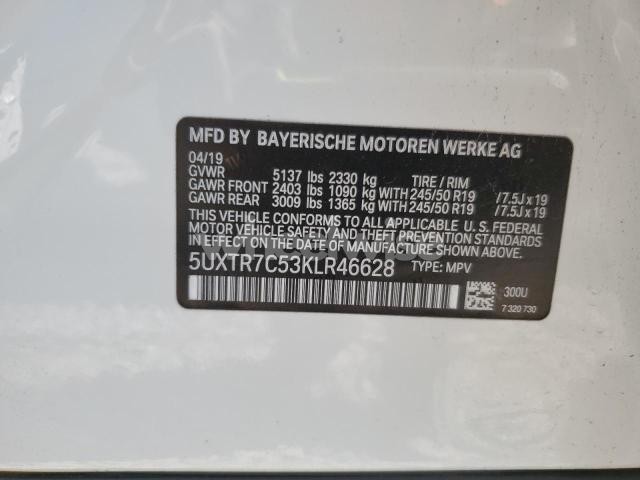 MFD BY BAYERISCHE MOTOREN WERKE AG
04/19
GVWR 5137 lbs 2330 kg TIRE / RIM
GAWR FRONT 2403 lbs 1090 kg WITH 245/50 R19 /7.5J x 19
GAWR REAR 3009 lbs 1365 kg WITH 245/50 R19 /7.5J x 19
THIS VEHICLE CONFORMS TO ALL APPLICABLE U. S. FEDERAL
MOTOR VEHICLE SAFETY STANDARDS
IN EFFECT ON THE DATE OF MANUFACTURE SHOWN ABOVE.
5UXTR7C53KLR46628 TYPE: MPV
300U
7 320 730